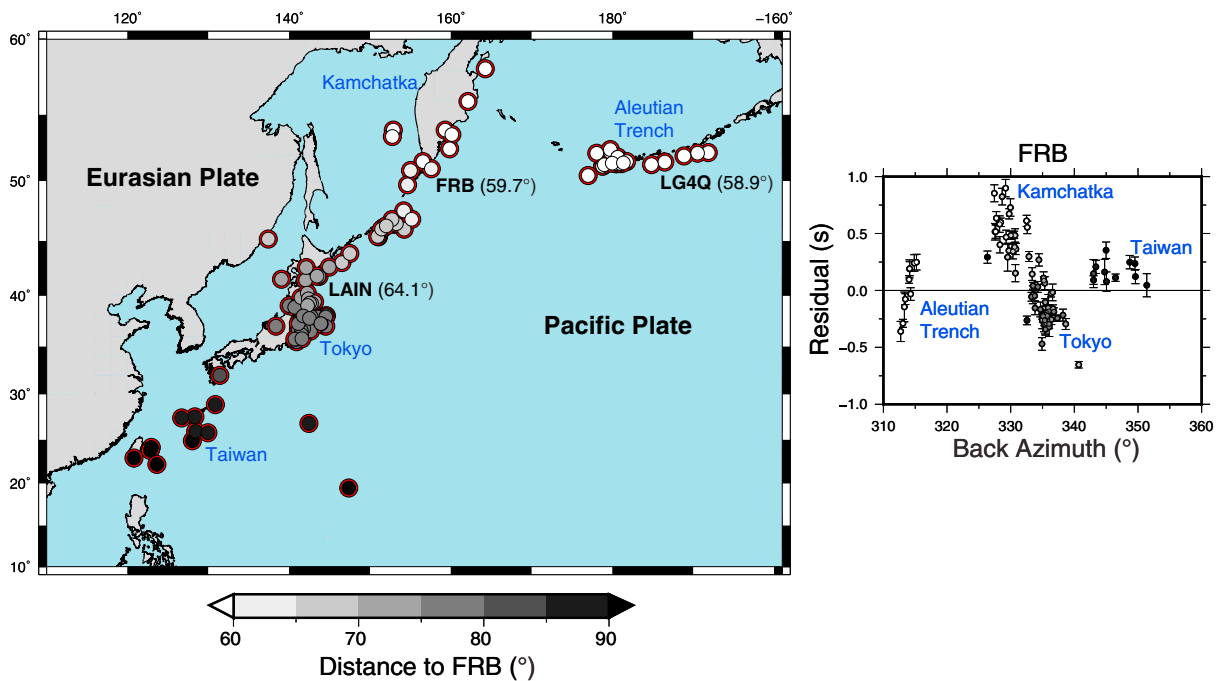 120˚ 140˚ 160˚ 180˚ −160˚
60˚
50˚
40˚
30˚
20˚
10˚
Kamchatka
Aleutian
Trench
Eurasian Plate
FRB (59.7°)
LG4Q (58.9°)
LAIN (64.1°)
Pacific Plate
Tokyo
Taiwan
60 70 80 90
Distance to FRB (°)
FRB
Residual (s)
1.0
0.5
0.0
−0.5
−1.0
Kamchatka
Taiwan
Aleutian
Trench
Tokyo
310 320 330 340 350 360
Back Azimuth (°)